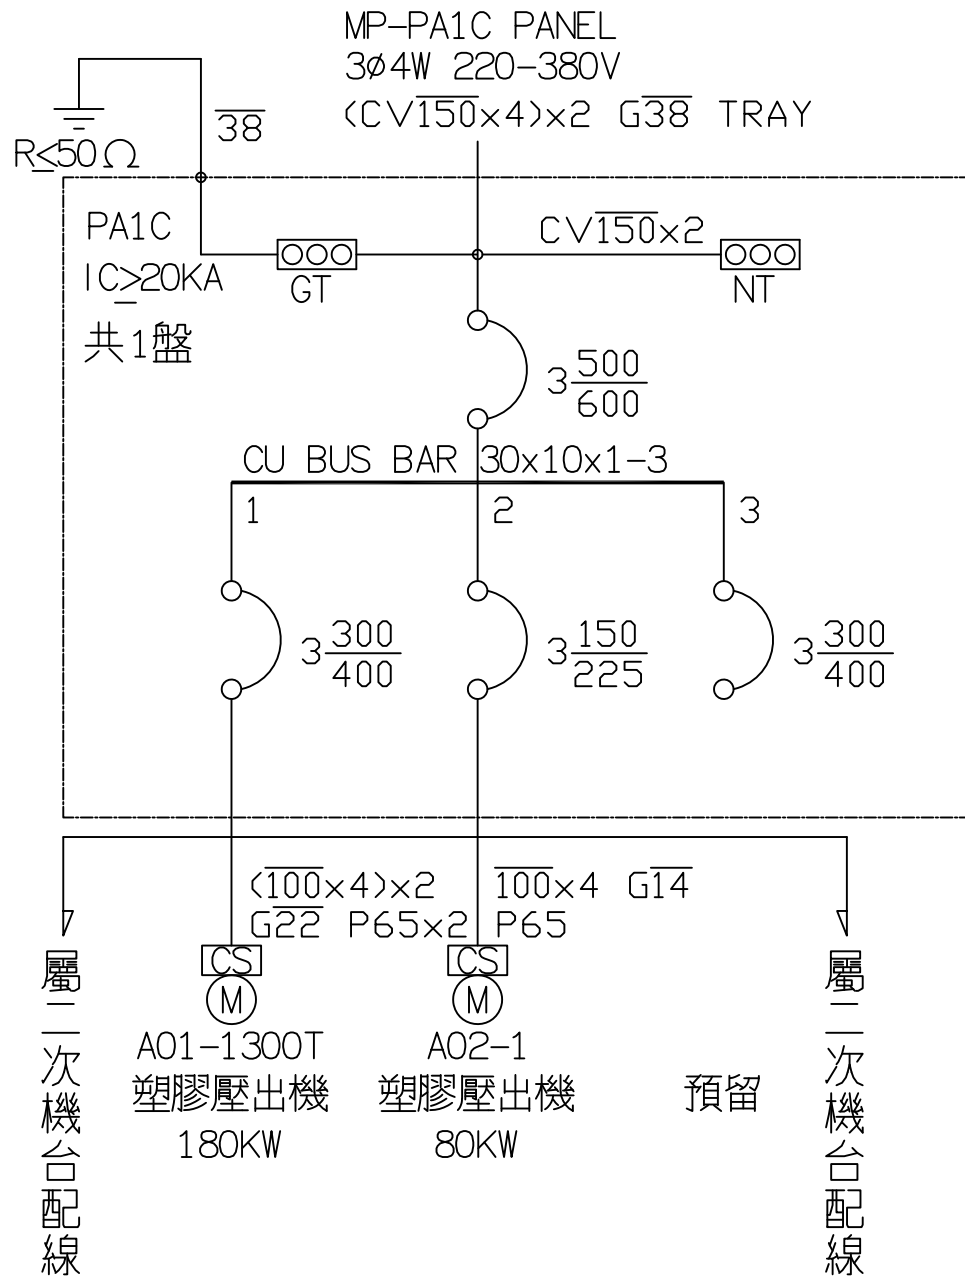 MP-PA1C PANEL
3ø4W 220-380V
(CV150x4)x2 G38 TRAY
38
R≤50Ω
PA1C
IC≥20KA
共1盤
GT
CV150x2
NT
3 500/600
CU BUS BAR 30x10x1-3
1 2 3
3 300/400
3 150/225
3 300/400
(100x4)x2
G22 P65x2
100x4 G14
P65
CS
M
A01-1300T
塑膠壓出機
180KW
CS
M
A02-1
塑膠壓出機
80KW
預留
屬二次機台配線
屬二次機台配線